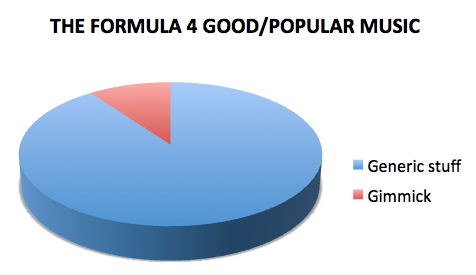 THE FORMULA 4 GOOD/POPULAR MUSIC
Generic stuff
Gimmick